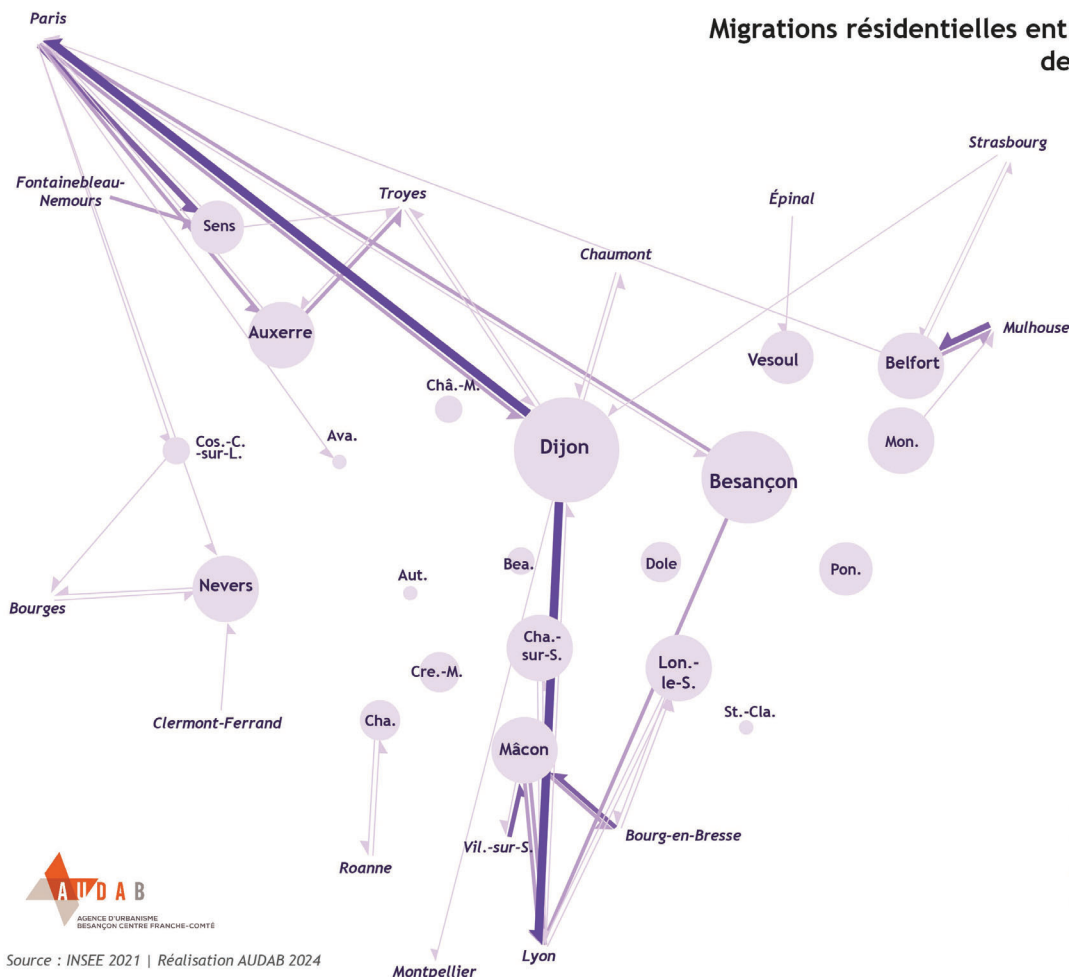 Paris
Migrations résidentielles ent
de
Strasbourg
Fontainebleau-
Nemours
Troyes
Épinal
Sens
Chaumont
Mulhouse
Auxerre
Vesoul
Belfort
Châ.-M.
Cos.-C.
-sur-L.
Ava.
Dijon
Mon.
Besançon
Bea.
Dole
Pon.
Aut.
Nevers
Bourges
Cha.-
sur-S.
Cre.-M.
Lon.-
le-S.
St.-Cla.
Clermont-Ferrand
Cha.
Mâcon
Bourg-en-Bresse
Vil.-sur-S.
Roanne
AUDAB
AGENCE D'URBANISME
BESANÇON CENTRE FRANCHE-COMTÉ
Lyon
Source : INSEE 2021 | Réalisation AUDAB 2024
Montpellier